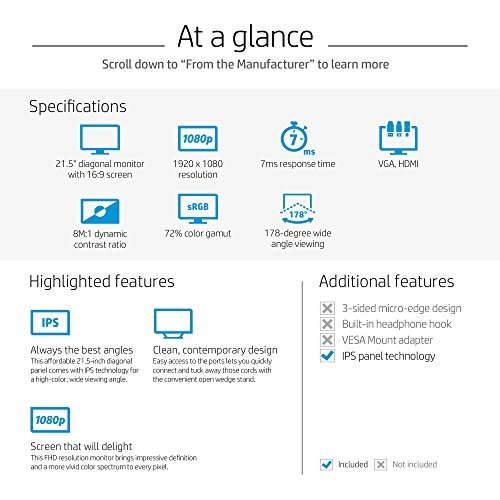 At a glance
Scroll down to “From the Manufacturer” to learn more
Specifications
1080p
7
ms
21.5" diagonal monitor
with 16:9 screen
1920 x 1080
resolution
7ms response time
VGA, HDMI
sRGB
178°
8M:1 dynamic
contrast ratio
72% color gamut
178-degree wide
angle viewing
Highlighted features
IPS
Always the best angles
This affordable 21.5-inch diagonal
panel comes with IPS technology for
a high-color, wide viewing angle.
Clean, contemporary design
Easy access to the ports lets you quickly
connect and tuck away those cords with
the convenient open wedge stand.
1080p
Screen that will delight
This FHD resolution monitor brings impressive definition
and a more vivid color spectrum to every pixel.
Additional features
3-sided micro-edge design
Built-in headphone hook
VESA Mount adapter
IPS panel technology
Included
Not included